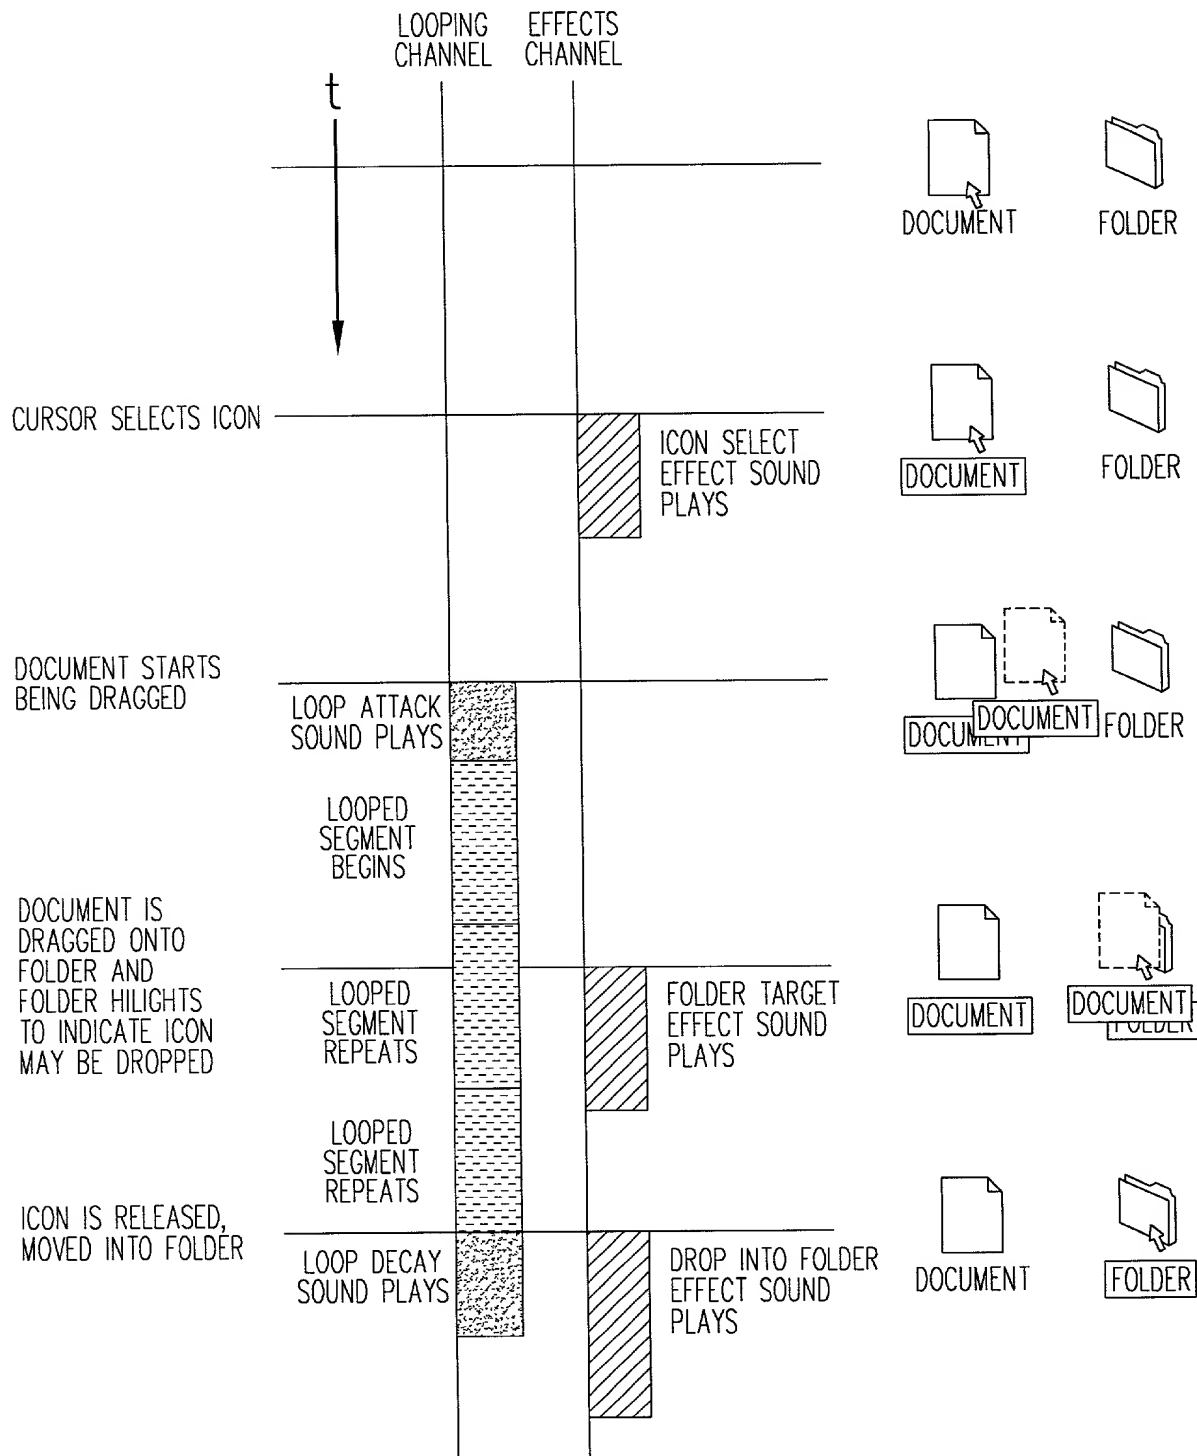 LOOPING
CHANNEL
EFFECTS
CHANNEL
t
DOCUMENT
FOLDER
CURSOR SELECTS ICON
ICON SELECT
EFFECT SOUND
PLAYS
DOCUMENT
FOLDER
DOCUMENT STARTS
BEING DRAGGED
LOOP ATTACK
SOUND PLAYS
DOCUMENT
DOCUMENT
FOLDER
LOOPED
SEGMENT
BEGINS
DOCUMENT IS
DRAGGED ONTO
FOLDER AND
FOLDER HILIGHTS
TO INDICATE ICON
MAY BE DROPPED
LOOPED
SEGMENT
REPEATS
FOLDER TARGET
EFFECT SOUND
PLAYS
DOCUMENT
DOCUMENT
FOLDER
LOOPED
SEGMENT
REPEATS
ICON IS RELEASED,
MOVED INTO FOLDER
LOOP DECAY
SOUND PLAYS
DROP INTO FOLDER
EFFECT SOUND
PLAYS
DOCUMENT
FOLDER